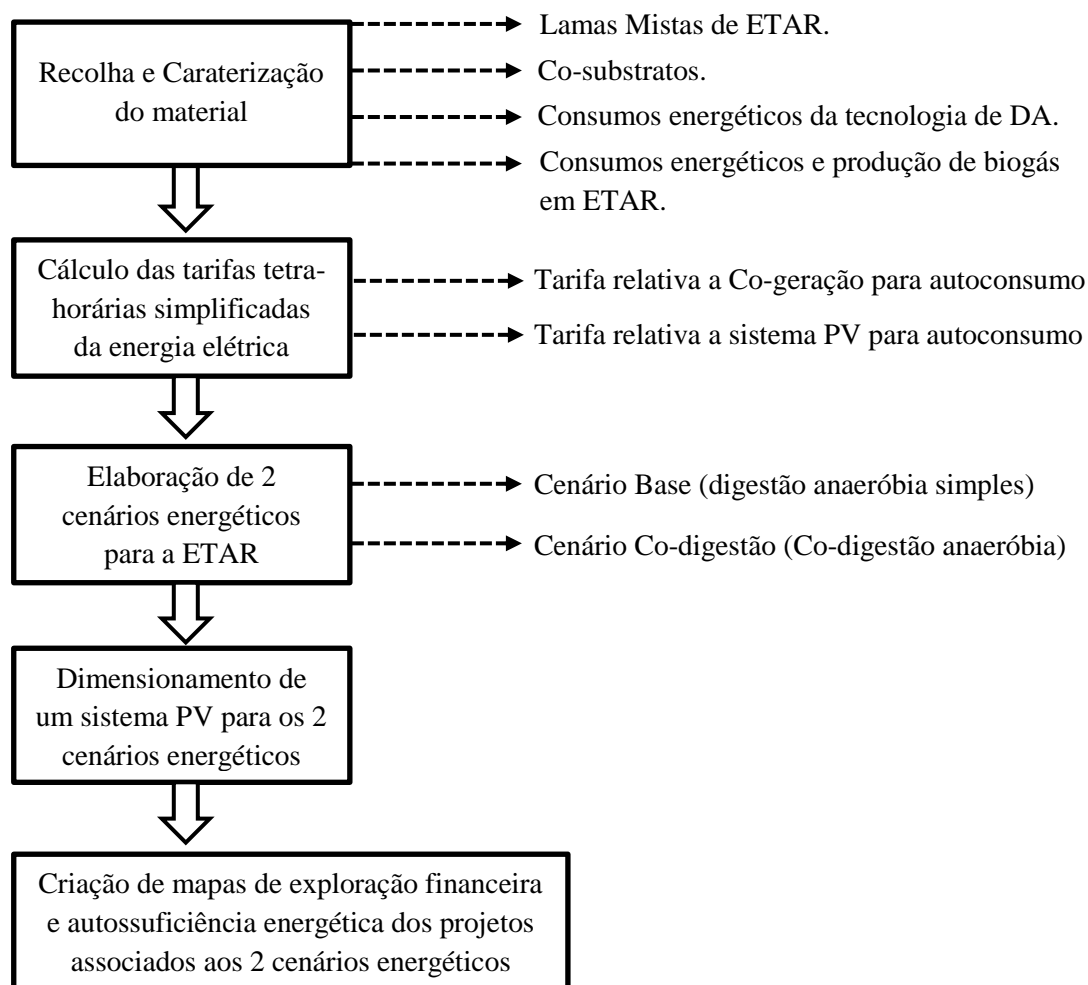 Recolha e Caraterização
do material
Lamas Mistas de ETAR.
Co-substratos.
Consumos energéticos da tecnologia de DA.
Consumos energéticos e produção de biogás
em ETAR.
Cálculo das tarifas tetra-
horárias simplificadas
da energia elétrica
Tarifa relativa a Co-geração para autoconsumo
Tarifa relativa a sistema PV para autoconsumo
Elaboração de 2
cenários energéticos
para a ETAR
Cenário Base (digestão anaeróbia simples)
Cenário Co-digestão (Co-digestão anaeróbia)
Dimensionamento de
um sistema PV para os 2
cenários energéticos
Criação de mapas de exploração financeira
e autossuficiência energética dos projetos
associados aos 2 cenários energéticos